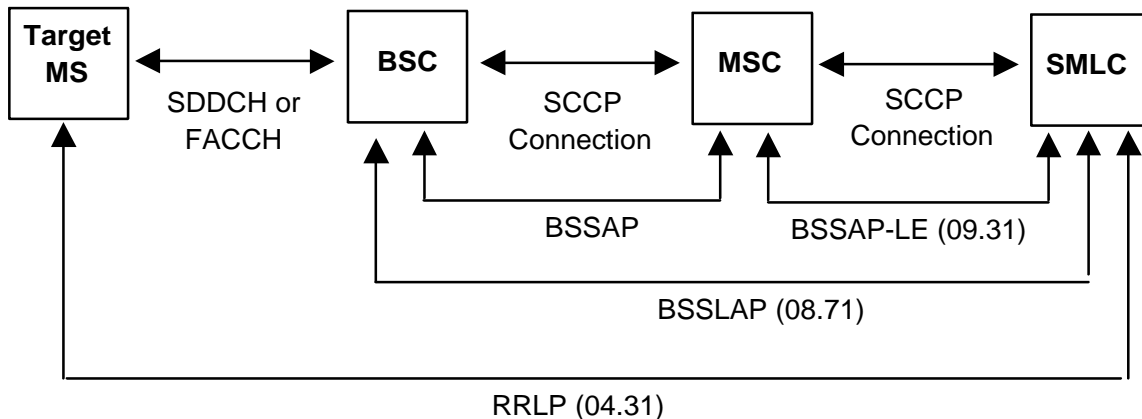 Target
MS
BSC
MSC
SMLC
SDDCH or
FACCH
SCCP
Connection
SCCP
Connection
BSSAP
BSSAP-LE (09.31)
BSSLAP (08.71)
RRLP (04.31)